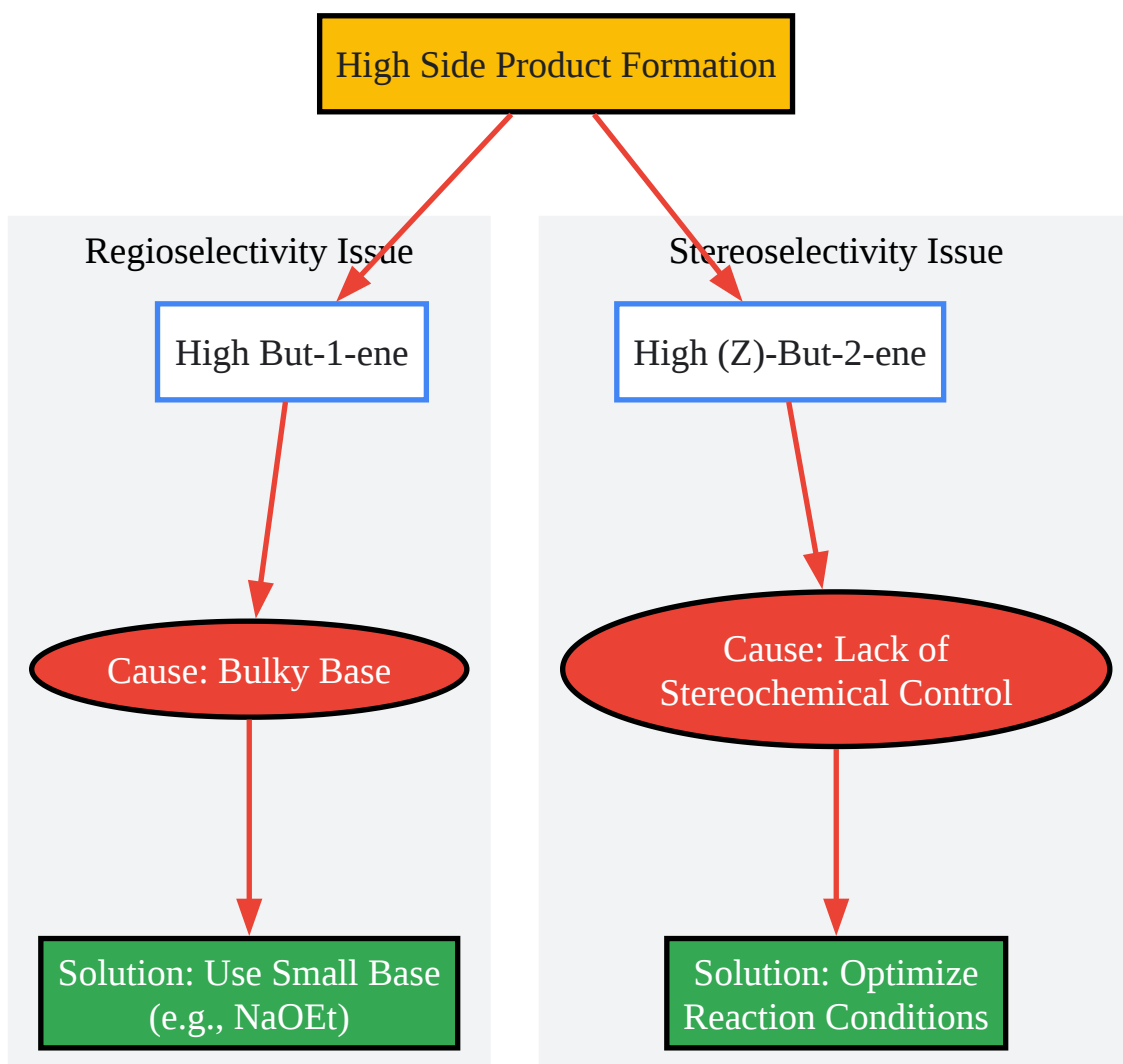 High Side Product Formation
Regioselectivity Issue
High But-1-ene
Cause: Bulky Base
Solution: Use Small Base
(e.g., NaOEt)
Stereoselectivity Issue
High (Z)-But-2-ene
Cause: Lack of
Stereochemical Control
Solution: Optimize
Reaction Conditions